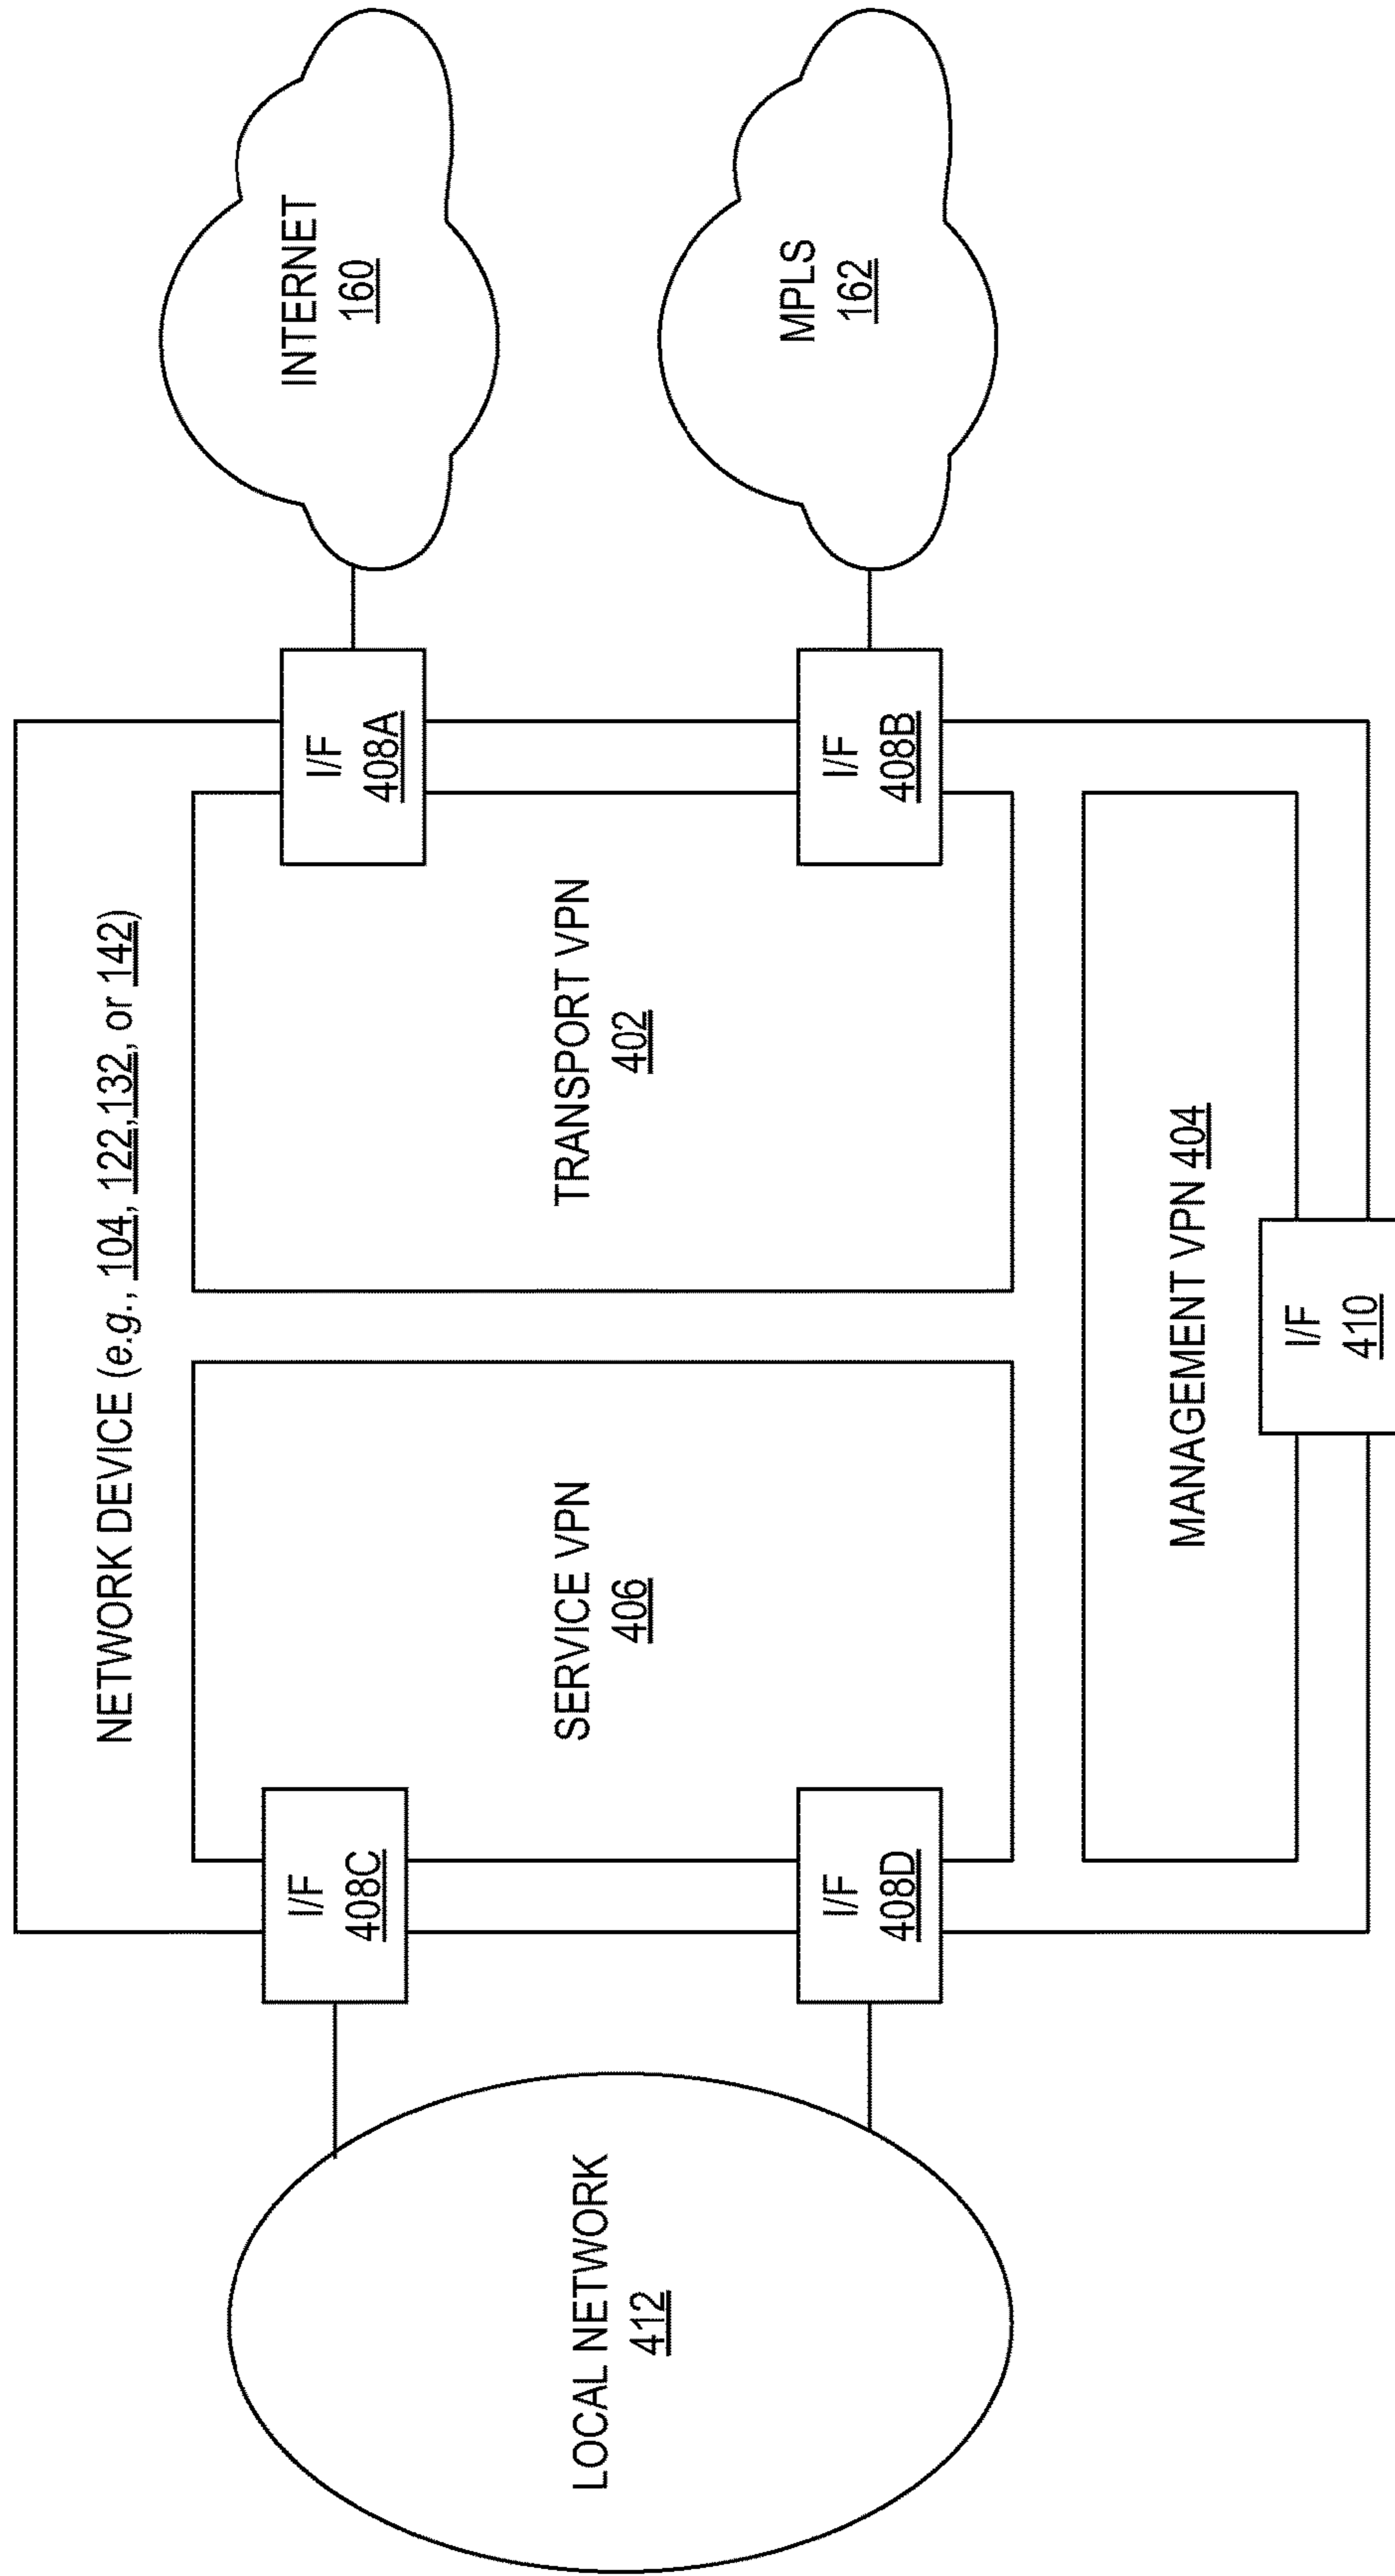 NETWORK DEVICE (e.g., 104, 122,132, or 142)
LOCAL NETWORK
412
I/F
408C
I/F
408D
SERVICE VPN
406
TRANSPORT VPN
402
I/F
408A
I/F
408B
INTERNET
160
MPLS
162
MANAGEMENT VPN 404
I/F
410